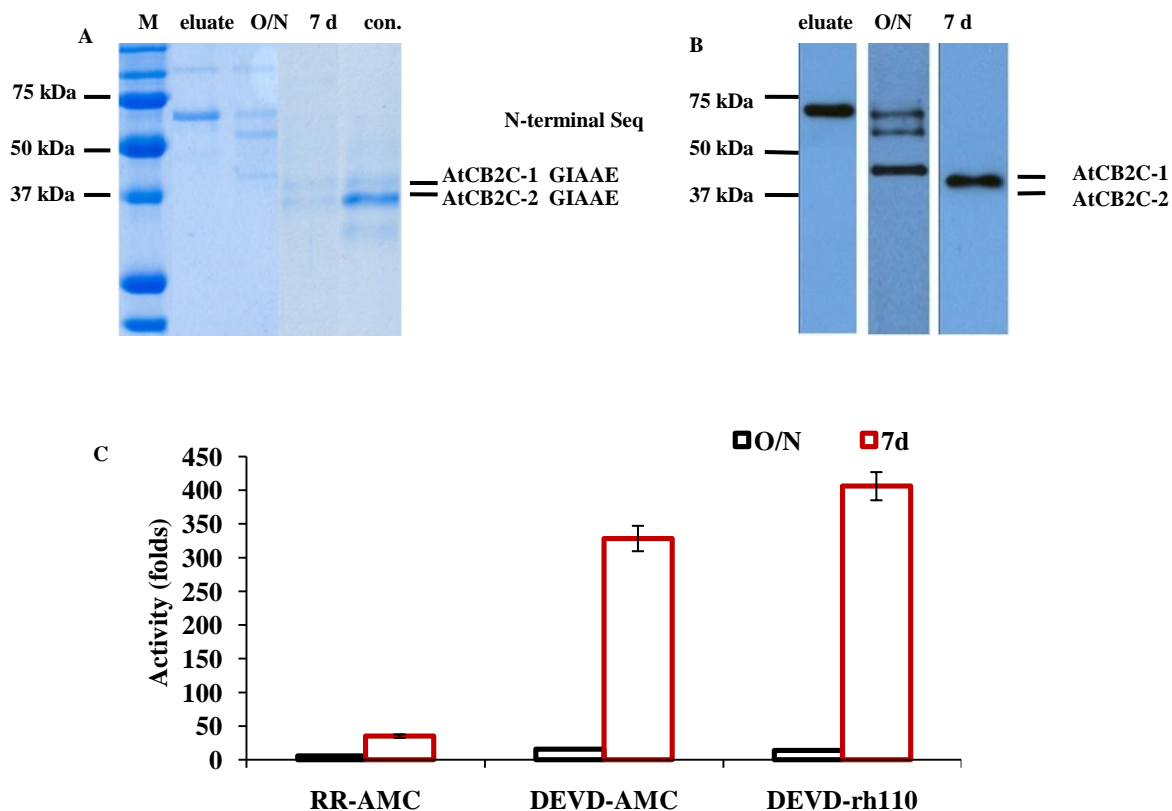 M eluate O/N 7 d con.
A
75 kDa
50 kDa
37 kDa
N-terminal Seq
AtCB2C-1 GIAAE
AtCB2C-2 GIAAE
eluate O/N 7 d
B
75 kDa
50 kDa
37 kDa
AtCB2C-1
AtCB2C-2
C
O/N 7d
Activity (folds)
450
400
350
300
250
200
150
100
50
0
RR-AMC DEVD-AMC DEVD-rh110